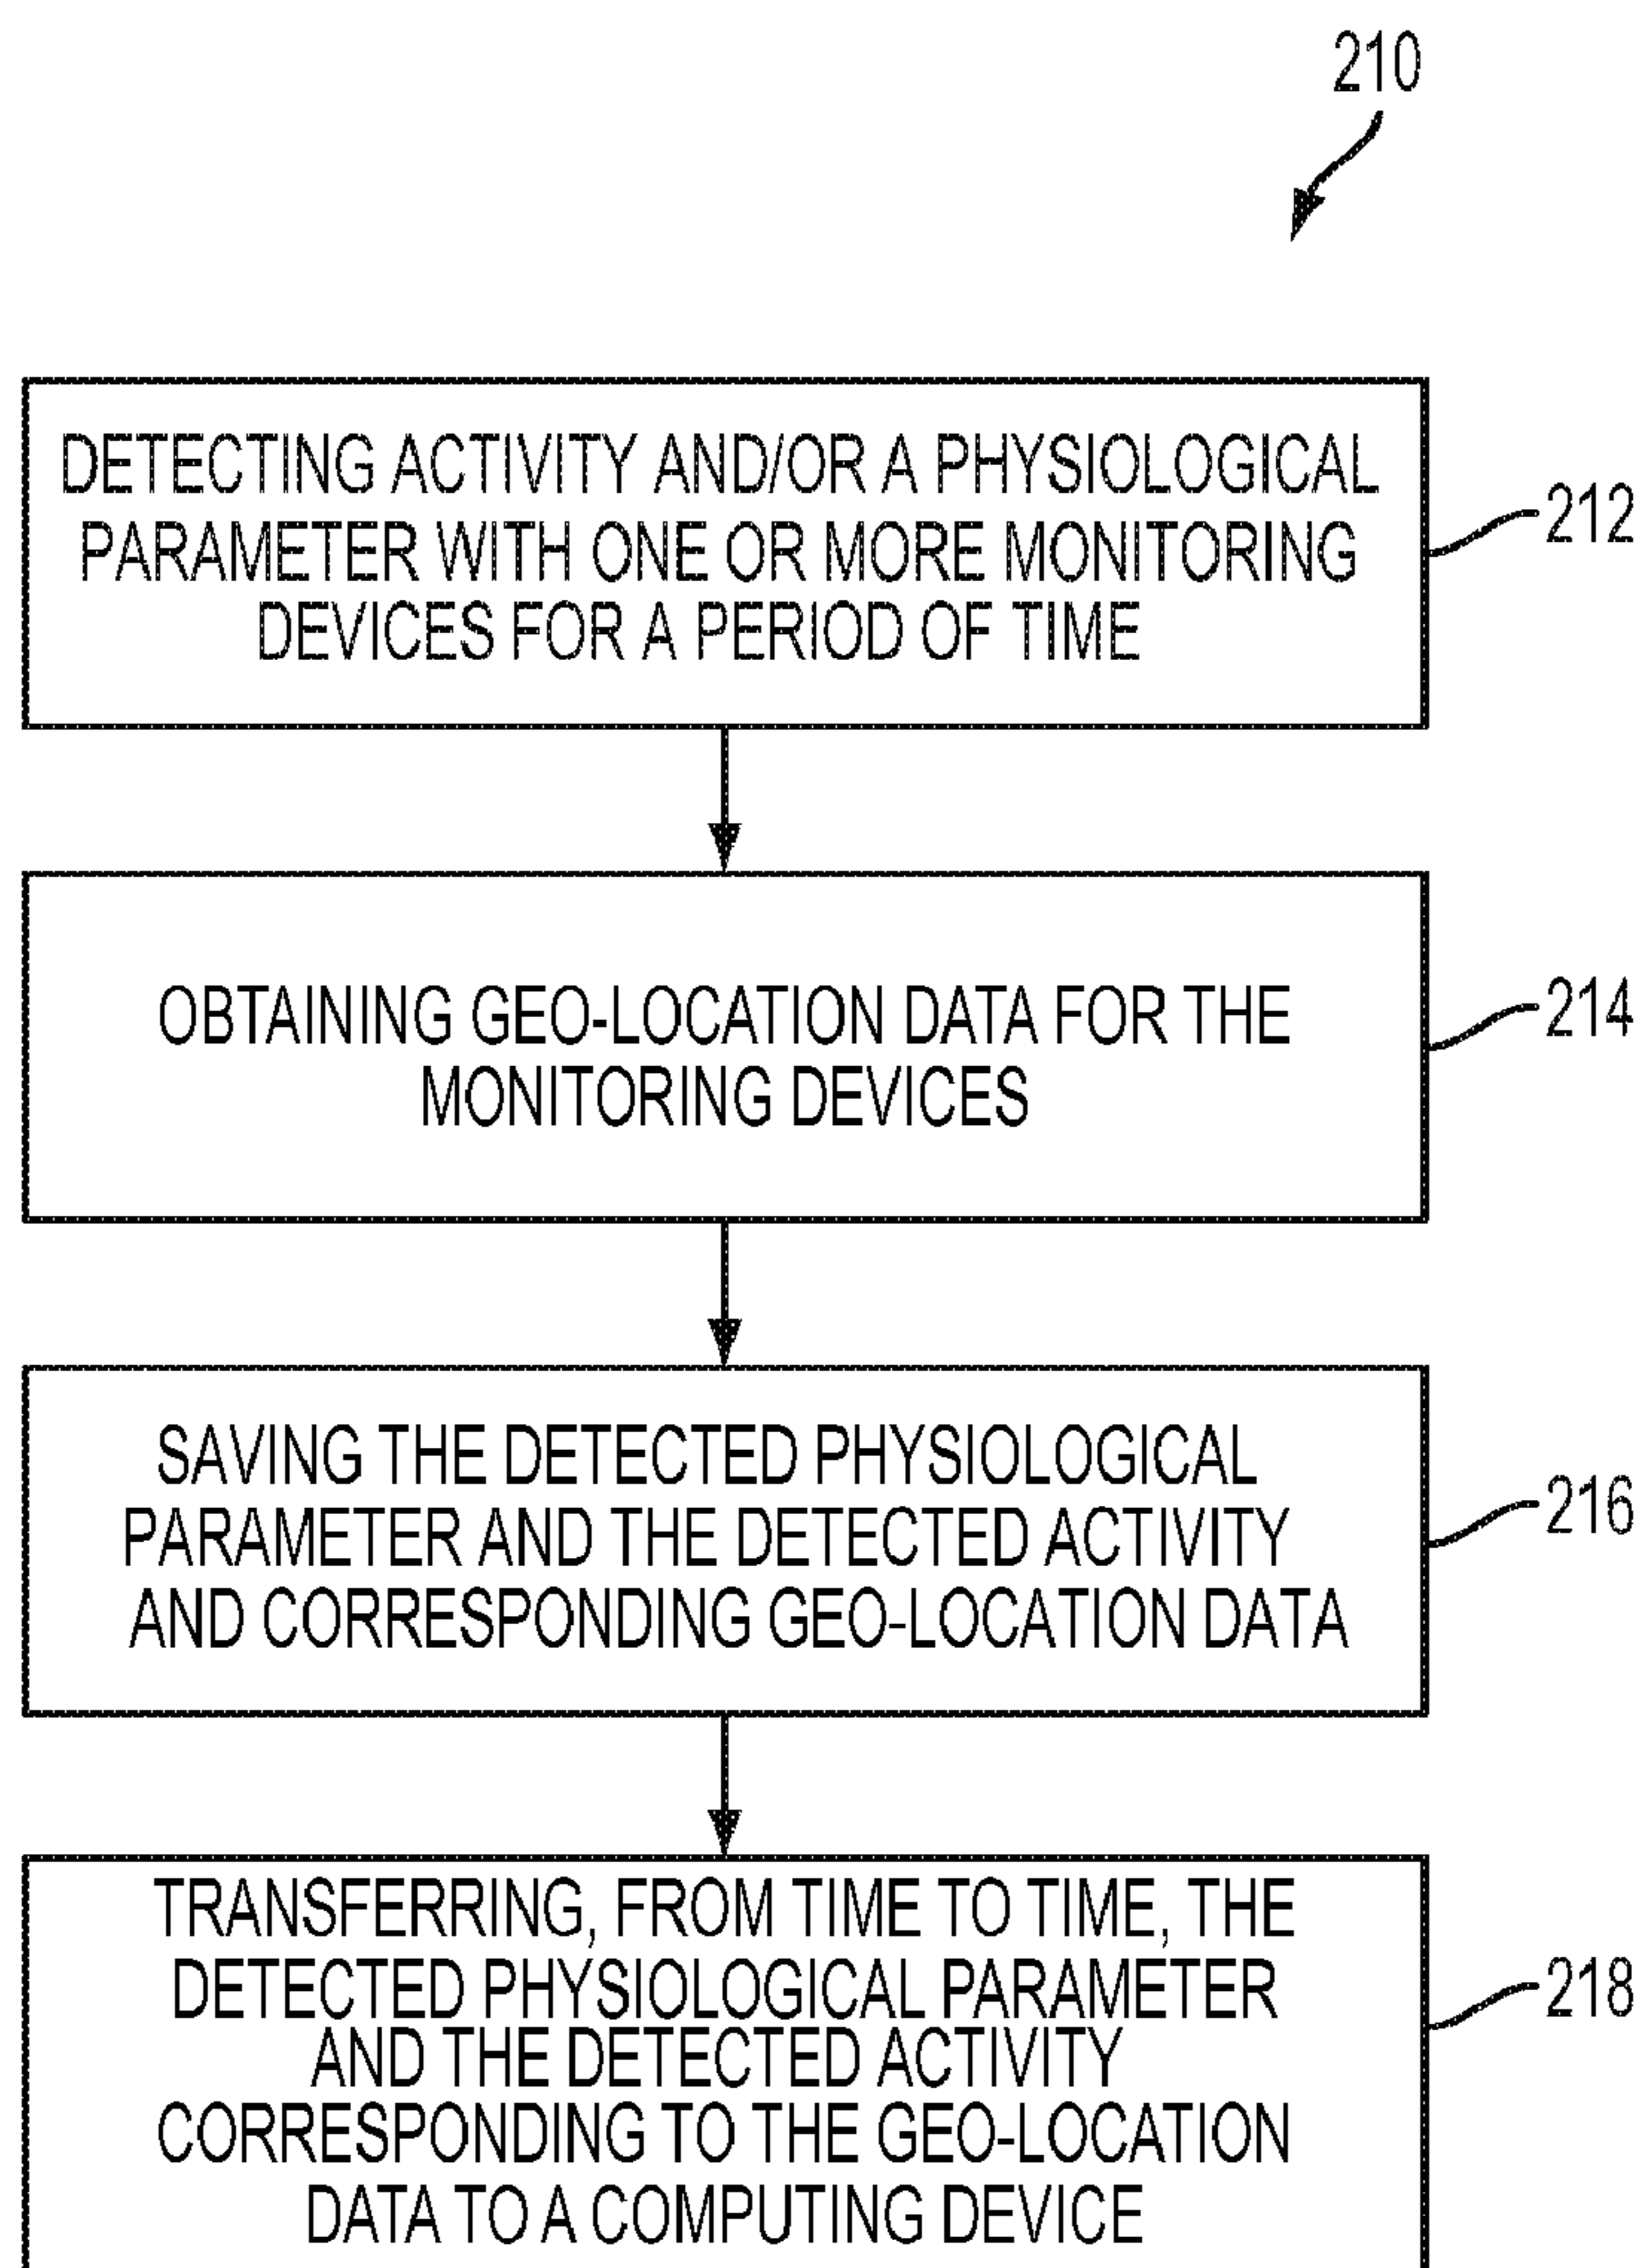 210
DETECTING ACTIVITY AND/OR A PHYSIOLOGICAL
PARAMETER WITH ONE OR MORE MONITORING
DEVICES FOR A PERIOD OF TIME
212
OBTAINING GEO-LOCATION DATA FOR THE
MONITORING DEVICES
214
SAVING THE DETECTED PHYSIOLOGICAL
PARAMETER AND THE DETECTED ACTIVITY
AND CORRESPONDING GEO-LOCATION DATA
216
TRANSFERRING, FROM TIME TO TIME, THE
DETECTED PHYSIOLOGICAL PARAMETER
AND THE DETECTED ACTIVITY
CORRESPONDING TO THE GEO-LOCATION
DATA TO A COMPUTING DEVICE
218